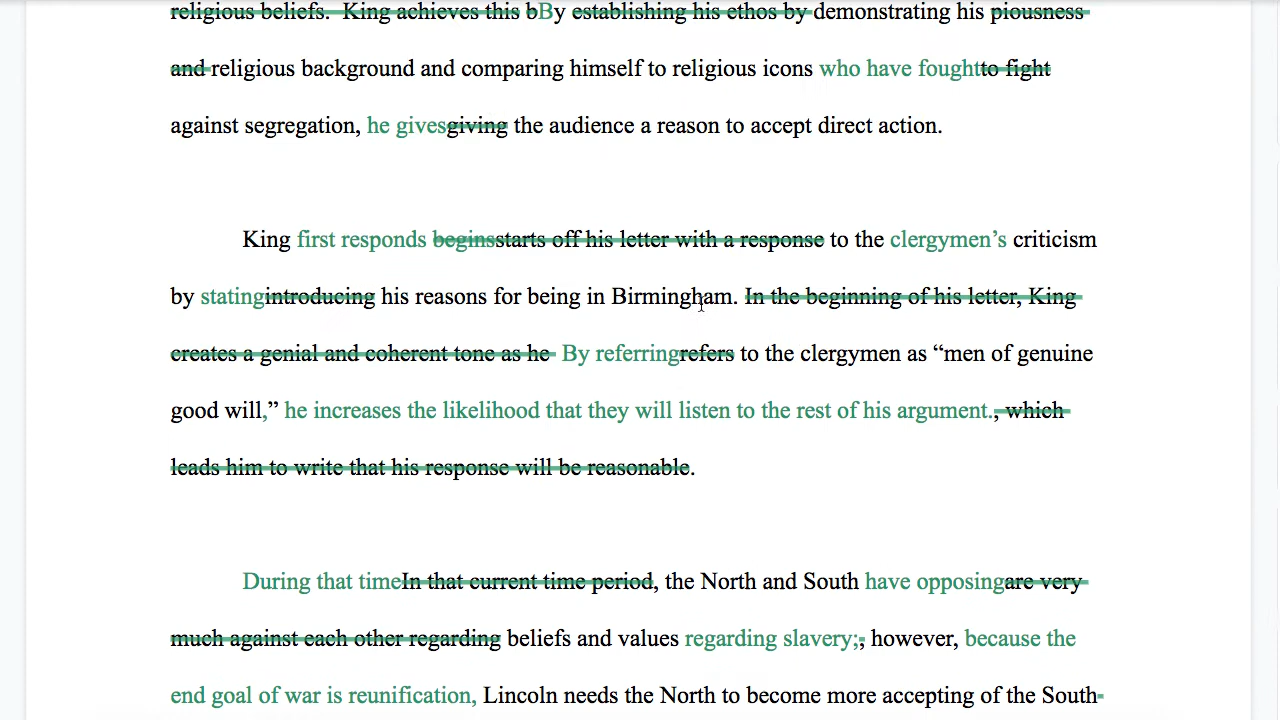 religious beliefs.  King achieves this bBy establishing his ethos by demonstrating his piousness
and religious background and comparing himself to religious icons who have foughtto fight
against segregation, he givesgiving the audience a reason to accept direct action.
King first responds beginsstarts off his letter with a response to the clergymen’s criticism
by statingintroducing his reasons for being in Birmingham. In the beginning of his letter, King
creates a genial and coherent tone as he  By referringrefers to the clergymen as “men of genuine
good will,” he increases the likelihood that they will listen to the rest of his argument., which
leads him to write that his response will be reasonable.
During that timeIn that current time period, the North and South have opposingare very
much against each other regarding beliefs and values regarding slavery;, however, because the
end goal of war is reunification, Lincoln needs the North to become more accepting of the South